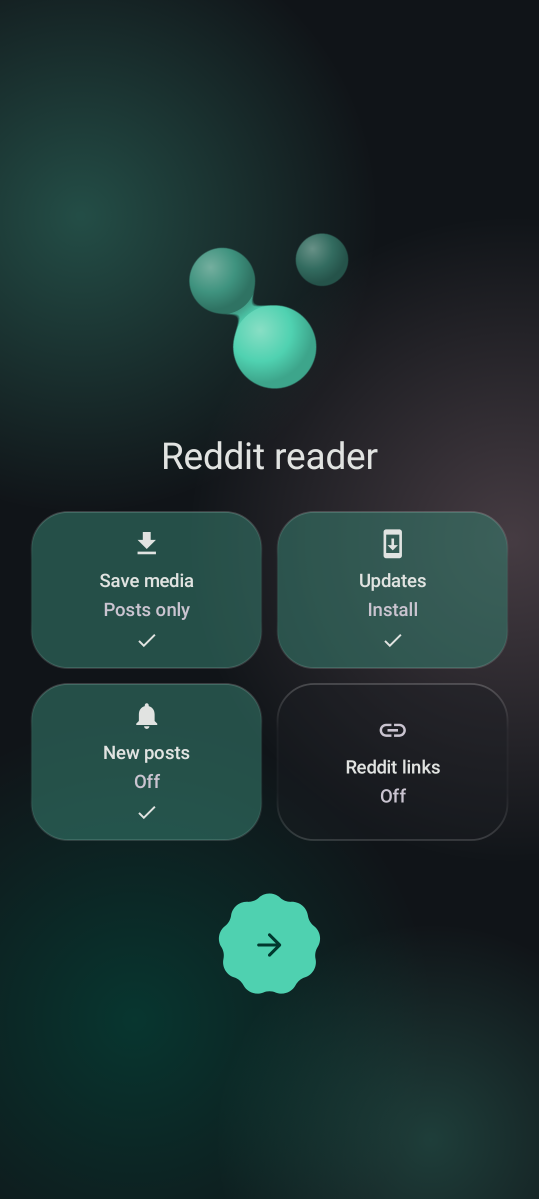 Reddit reader
Save media
Posts only
Updates
Install
New posts
Off
Reddit links
Off